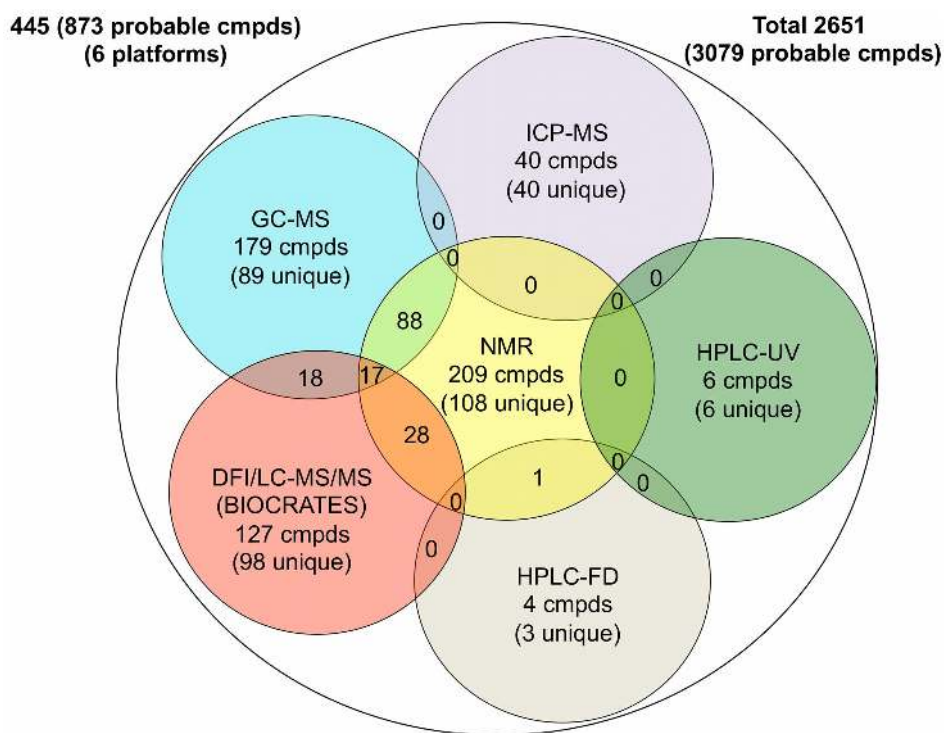 445 (873 probable cmpds)
(6 platforms)
Total 2651
(3079 probable cmpds)
ICP-MS
40 cmpds
(40 unique)
GC-MS
179 cmpds
(89 unique)
0
0
0
0
0
88
NMR
209 cmpds
(108 unique)
0
HPLC-UV
6 cmpds
(6 unique)
18
17
28
DFI/LC-MS/MS
(BIOCRATES)
127 cmpds
(98 unique)
0
0
1
0
0
HPLC-FD
4 cmpds
(3 unique)